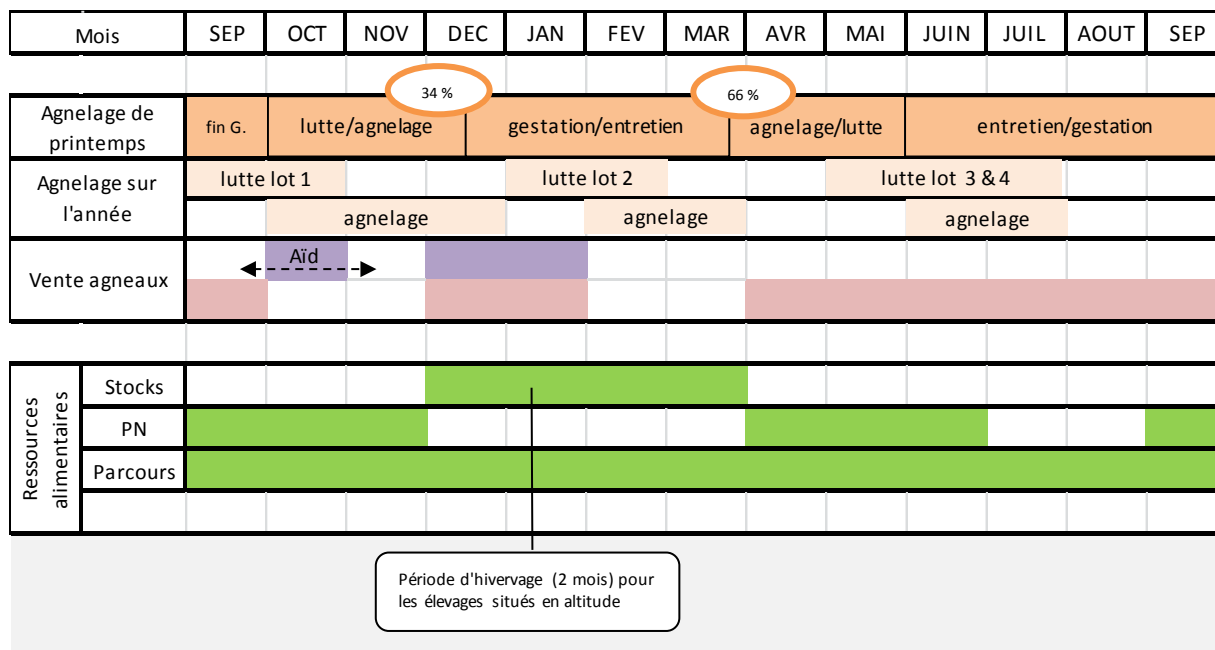 Mois SEP OCT NOV DEC JAN FEV MAR AVR MAI JUIN JUIL AOUT SEP
34 % 66 %
Agnelage de
printemps
fin G. lutte/agnelage gestation/entretien agnelage/lutte entretien/gestation
Agnelage sur
l'année
lutte lot 1 lutte lot 2 lutte lot 3 & 4
agnelage agnelage agnelage
Vente agneaux
Aïd
Ressources
alimentaires
Stocks
PN
Parcours
Période d'hivervage (2 mois) pour
les élevages situés en altitude